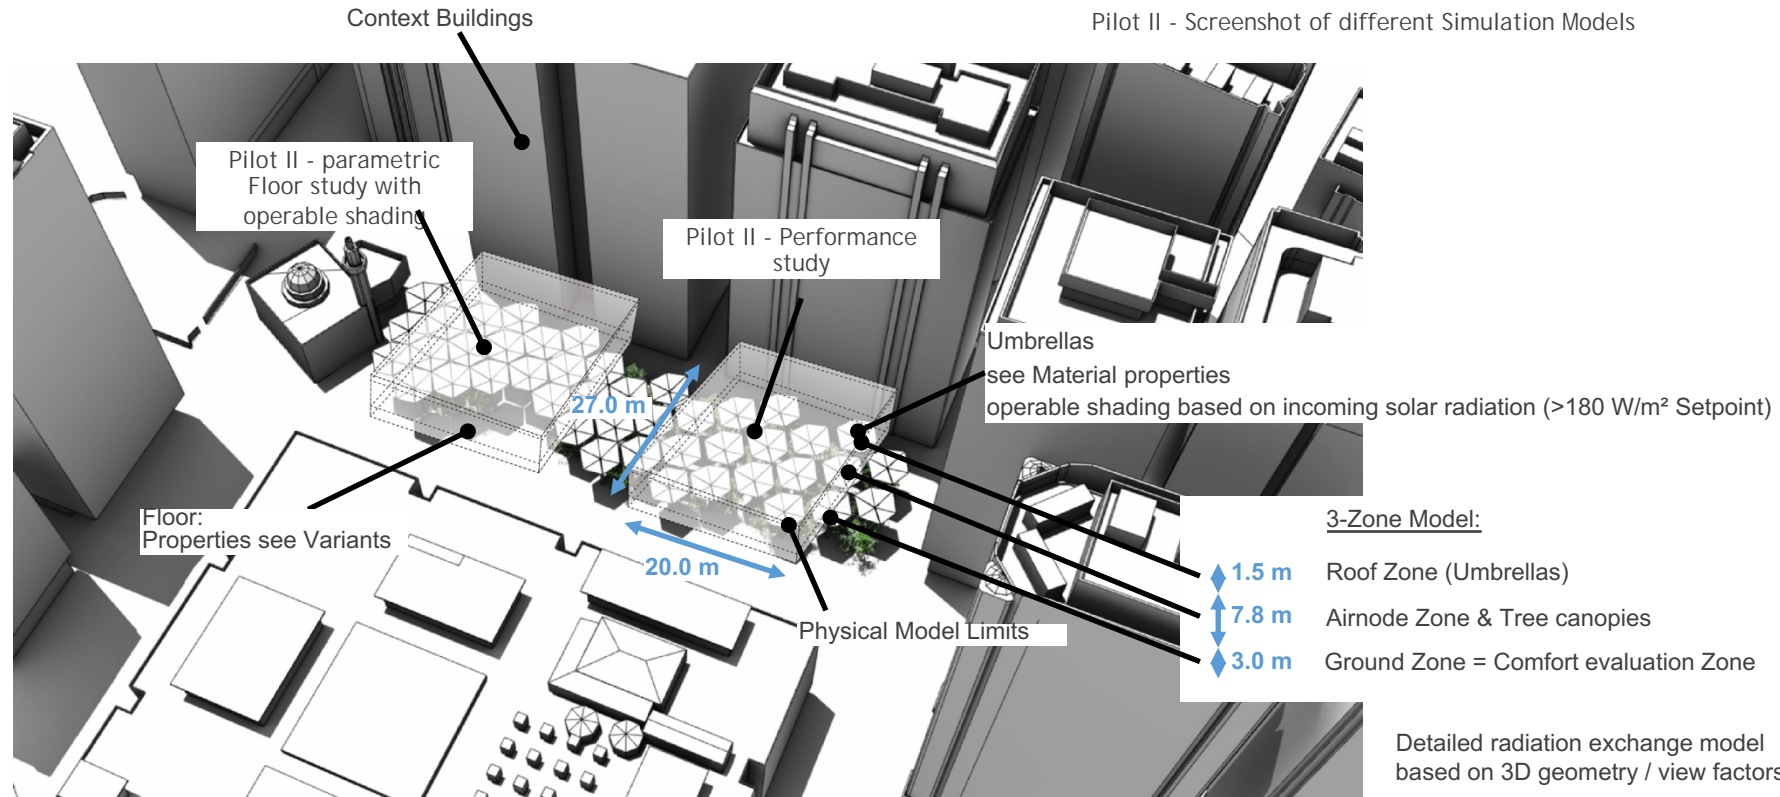 Context Buildings
Pilot II - Screenshot of different Simulation Models
Pilot II - parametric
Floor study with
operable shading
Pilot II - Performance
study
Umbrellas
see Material properties
operable shading based on incoming solar radiation (>180 W/m² Setpoint)
27.0 m
Floor:
Properties see Variants
20.0 m
Physical Model Limits
3-Zone Model:
1.5 m Roof Zone (Umbrellas)
7.8 m Airnode Zone & Tree canopies
3.0 m Ground Zone = Comfort evaluation Zone
Detailed radiation exchange model
based on 3D geometry / view factors